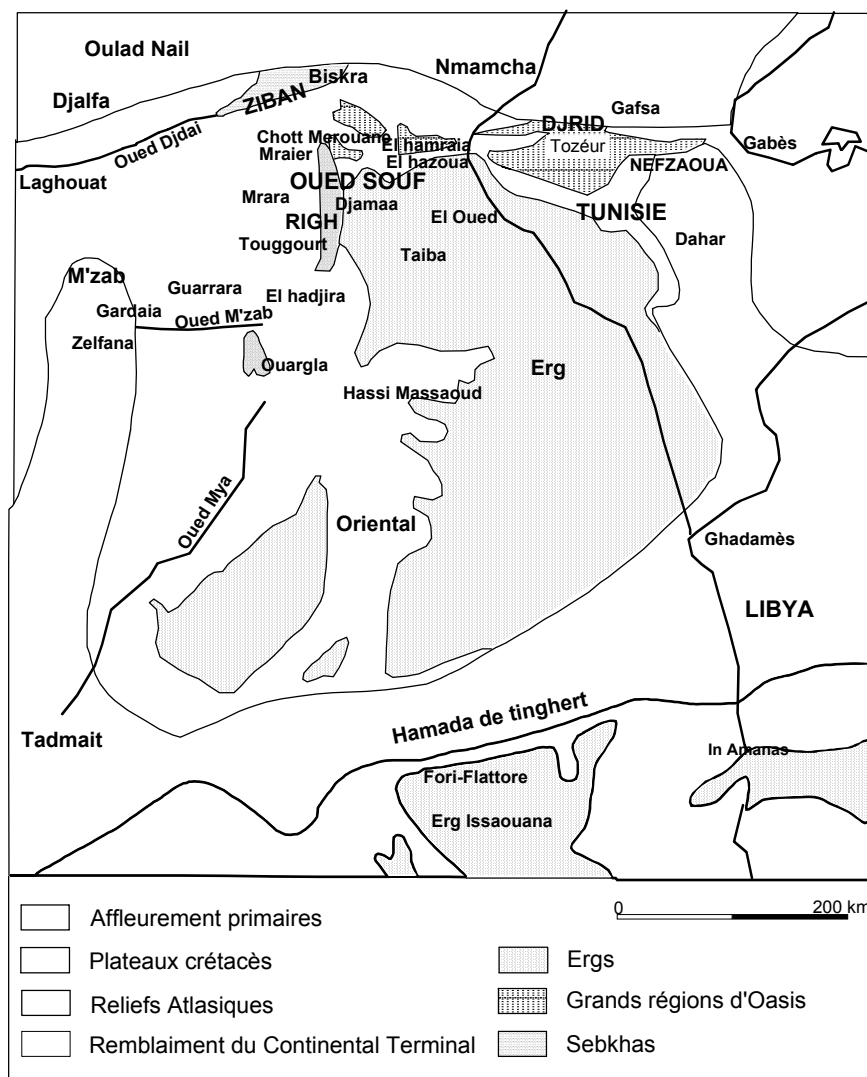 Oulad Nail
Nmamcha
Biskra
ZIBAN
Djalfa
Gafsa
DJRID
Chott Merouane
El hamraia
Tozéur
Gabès
Oued Djdai
Mraier
El hazoua
NEFZAOUA
Laghouat
OUED SOUF
Mrara
Djamaa
TUNISIE
RIGH
El Oued
Touggourt
Taiba
Dahar
M'zab
Guarrara
El hadjira
Gardaia
Oued M'zab
Zelfana
Ouargla
Erg
Hassi Massaoud
Oued Mya
Oriental
Ghadamès
LIBYA
Hamada de tinghert
Tadmait
In Amanas
Fori-Flattore
Erg Issaouana
Affleurement primaires
0 200 km
Plateaux crétacès
Ergs
Reliefs Atlasiques
Grands régions d'Oasis
Remblaiment du Continental Terminal
Sebkhas